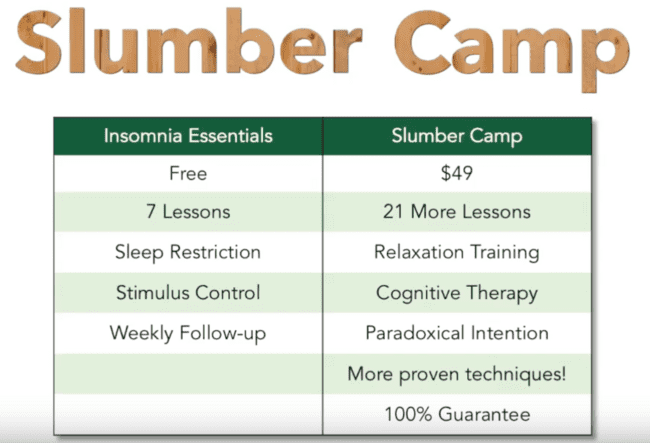 Slumber Camp
Insomnia Essentials Slumber Camp
Free $49
7 Lessons 21 More Lessons
Sleep Restriction Relaxation Training
Stimulus Control Cognitive Therapy
Weekly Follow-up Paradoxical Intention
More proven techniques!
100% Guarantee